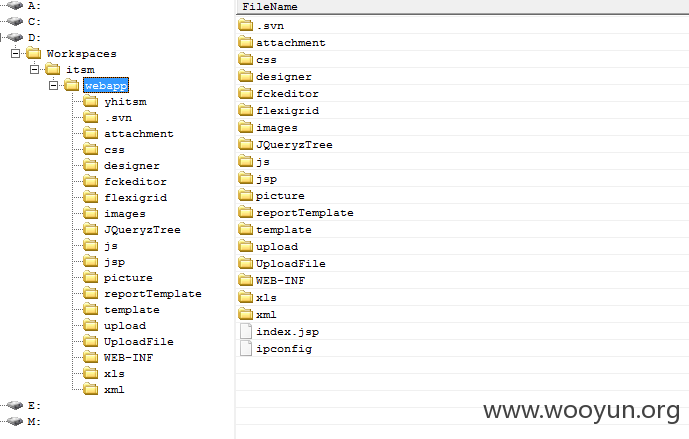 A:
C:
D:
Workspaces
itsm
webapp
yhitsm
.svn
attachment
css
designer
fckeditor
flexigrid
images
JQueryzTree
js
jsp
picture
reportTemplate
template
upload
UploadFile
WEB-INF
xls
xml
E:
M:
FileName
.svn
attachment
css
designer
fckeditor
flexigrid
images
JQueryzTree
js
jsp
picture
reportTemplate
template
upload
UploadFile
WEB-INF
xls
xml
index.jsp
ipconfig
www.wooyun.org